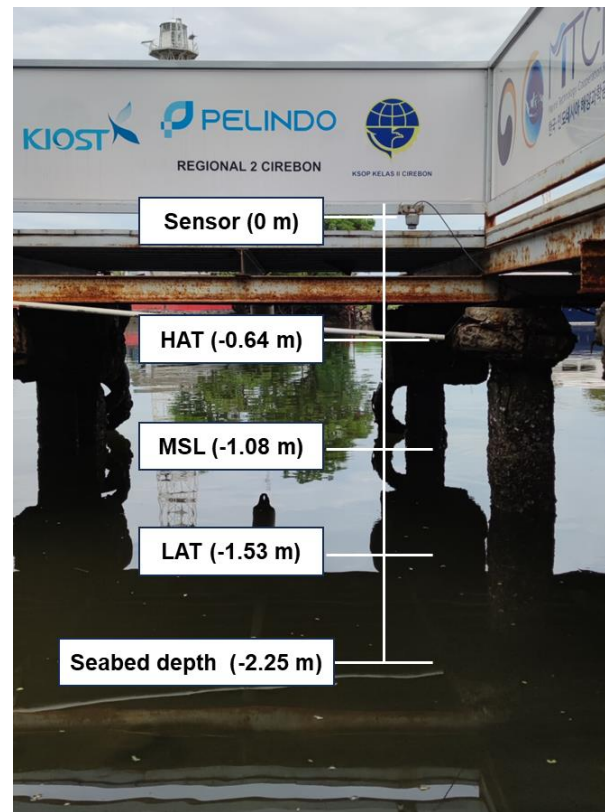 KIOST
PELINDO
REGIONAL 2 CIREBON
KSOP KELAS II CIREBON
MTCR
Sensor (0 m)
HAT (-0.64 m)
MSL (-1.08 m)
LAT (-1.53 m)
Seabed depth (-2.25 m)